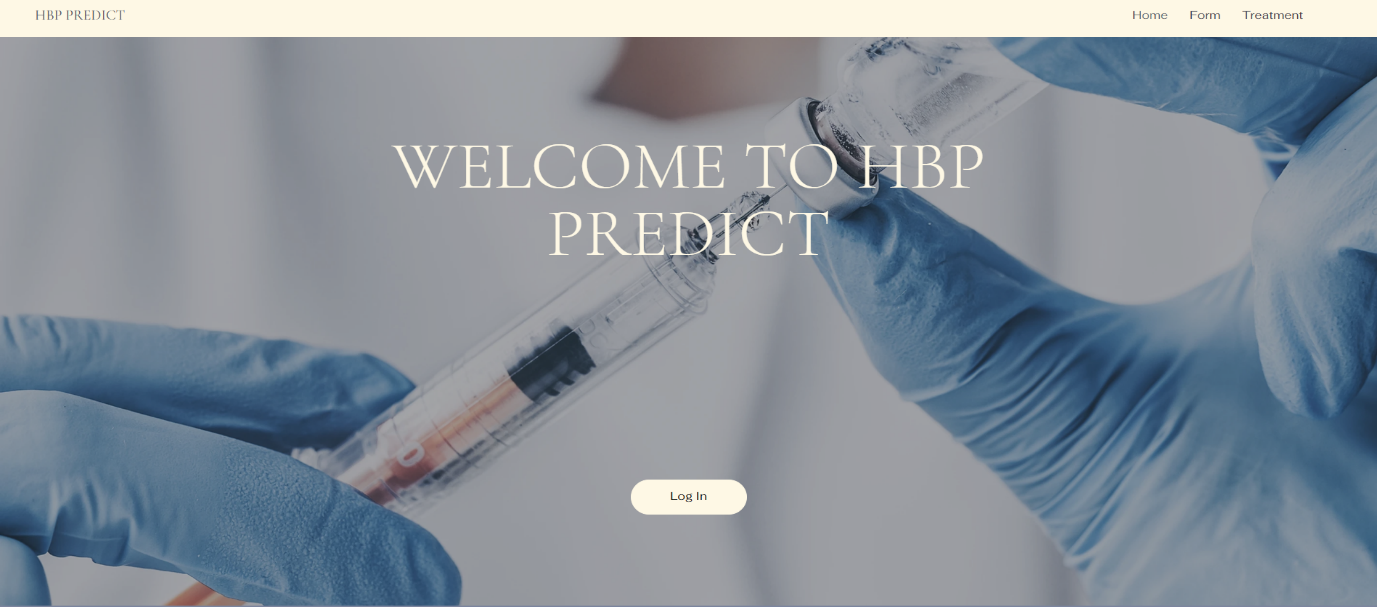 HBP PREDICT
Home Form Treatment
WELCOME TO HBP
PREDICT
Log In